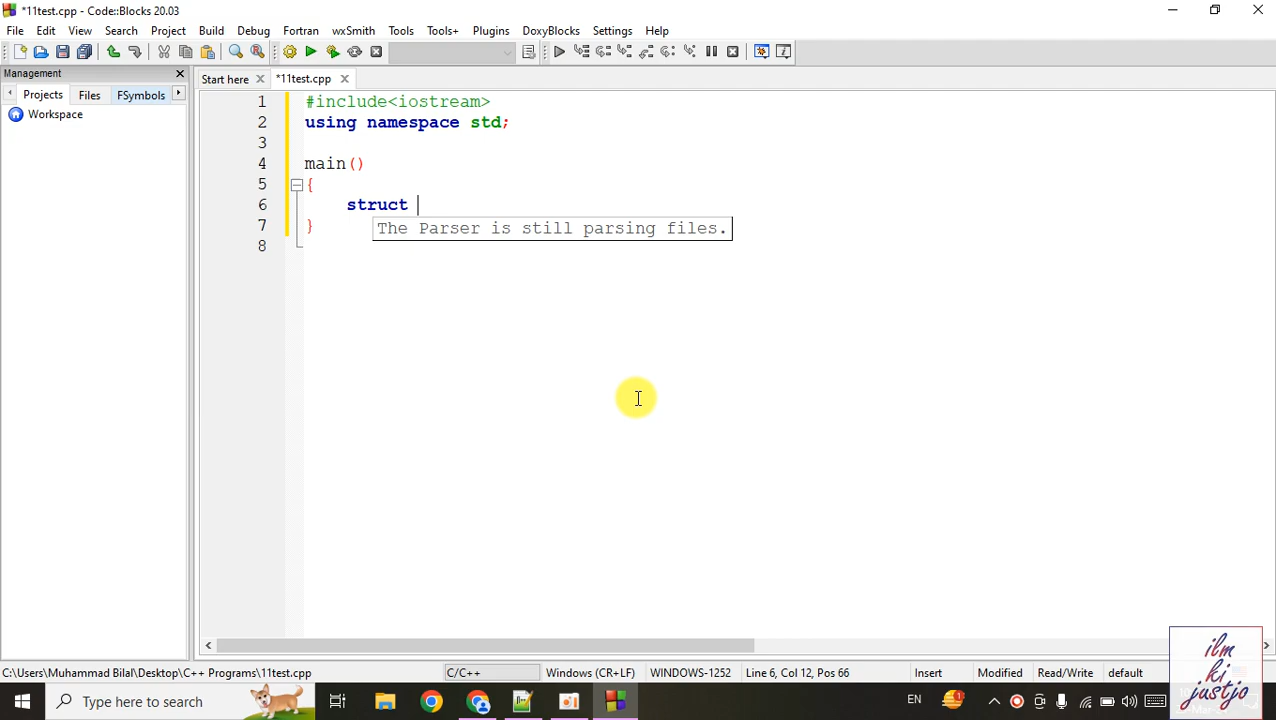 *11test.cpp - Code::Blocks 20.03
File Edit View Search Project Build Debug Fortran wxSmith Tools Tools+ Plugins DoxyBlocks Settings Help
Management
Start here *11test.cpp
Projects Files FSymbols
Workspace
1 #include<iostream>
2 using namespace std;
3
4 main()
5 {
6 struct
7 }
The Parser is still parsing files.
8
C:\Users\Muhammad Bilal\Desktop\C++ Programs\11test.cpp C/C++ Windows (CR+LF) WINDOWS-1252 Line 6, Col 12, Pos 66 Insert Modified Read/Write default
Type here to search
EN
ilm
ki
justjo